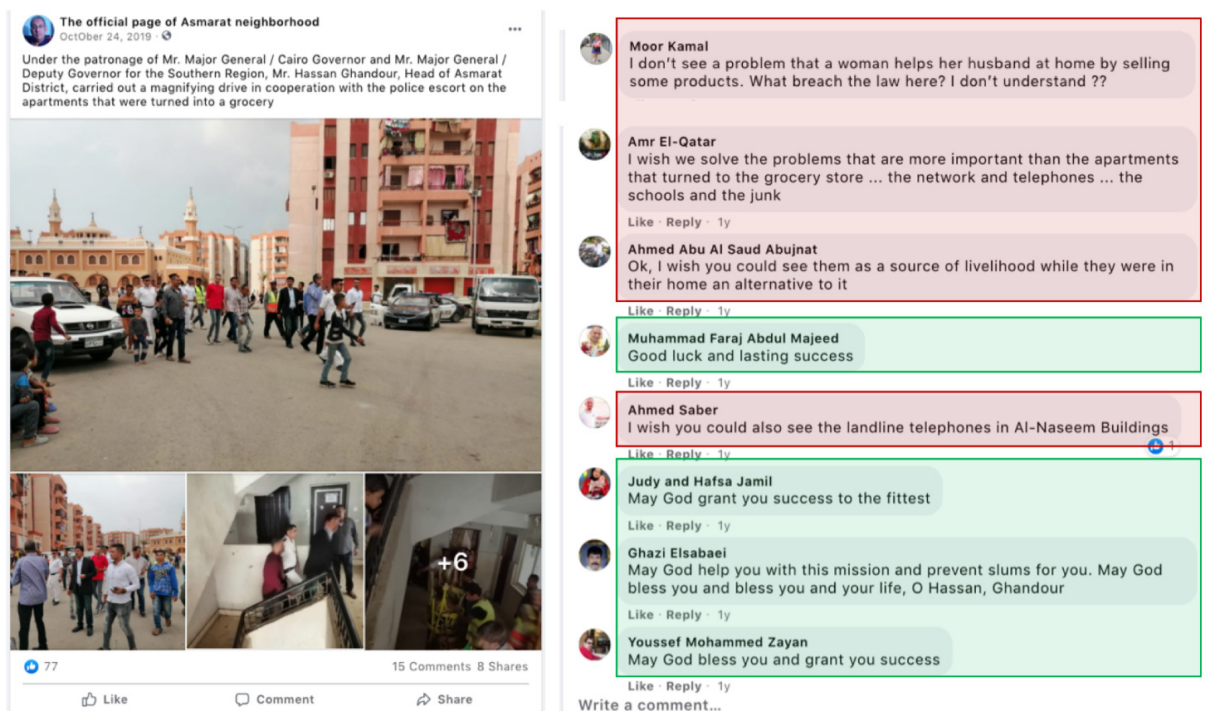 The official page of Asmarat neighborhood
OctOber 24, 2019
Under the patronage of Mr. Major General / Cairo Governor and Mr. Major General /
Deputy Governor for the Southern Region, Mr. Hassan Ghandour, Head of Asmarat
District, carried out a magnifying drive in cooperation with the police escort on the
apartments that were turned into a grocery
+6
77
15 Comments 8 Shares
Like
Comment
Share
Moor Kamal
I don't see a problem that a woman helps her husband at home by selling
some products. What breach the law here? I don't understand ??
Amr El-Qatar
I wish we solve the problems that are more important than the apartments
that turned to the grocery store ... the network and telephones ... the
schools and the junk
Like · Reply · 1y
Ahmed Abu Al Saud Abujnat
Ok, I wish you could see them as a source of livelihood while they were in
their home an alternative to it
Like · Reply · 1y
Muhammad Faraj Abdul Majeed
Good luck and lasting success
Like · Reply · 1y
Ahmed Saber
I wish you could also see the landline telephones in Al-Naseem Buildings
1
Like · Reply · 1y
Judy and Hafsa Jamil
May God grant you success to the fittest
Like · Reply · 1y
Ghazi Elsabaei
May God help you with this mission and prevent slums for you. May God
bless you and bless you and your life, O Hassan, Ghandour
Like · Reply · 1y
Youssef Mohammed Zayan
May God bless you and grant you success
Like · Reply · 1y
Write a comment...